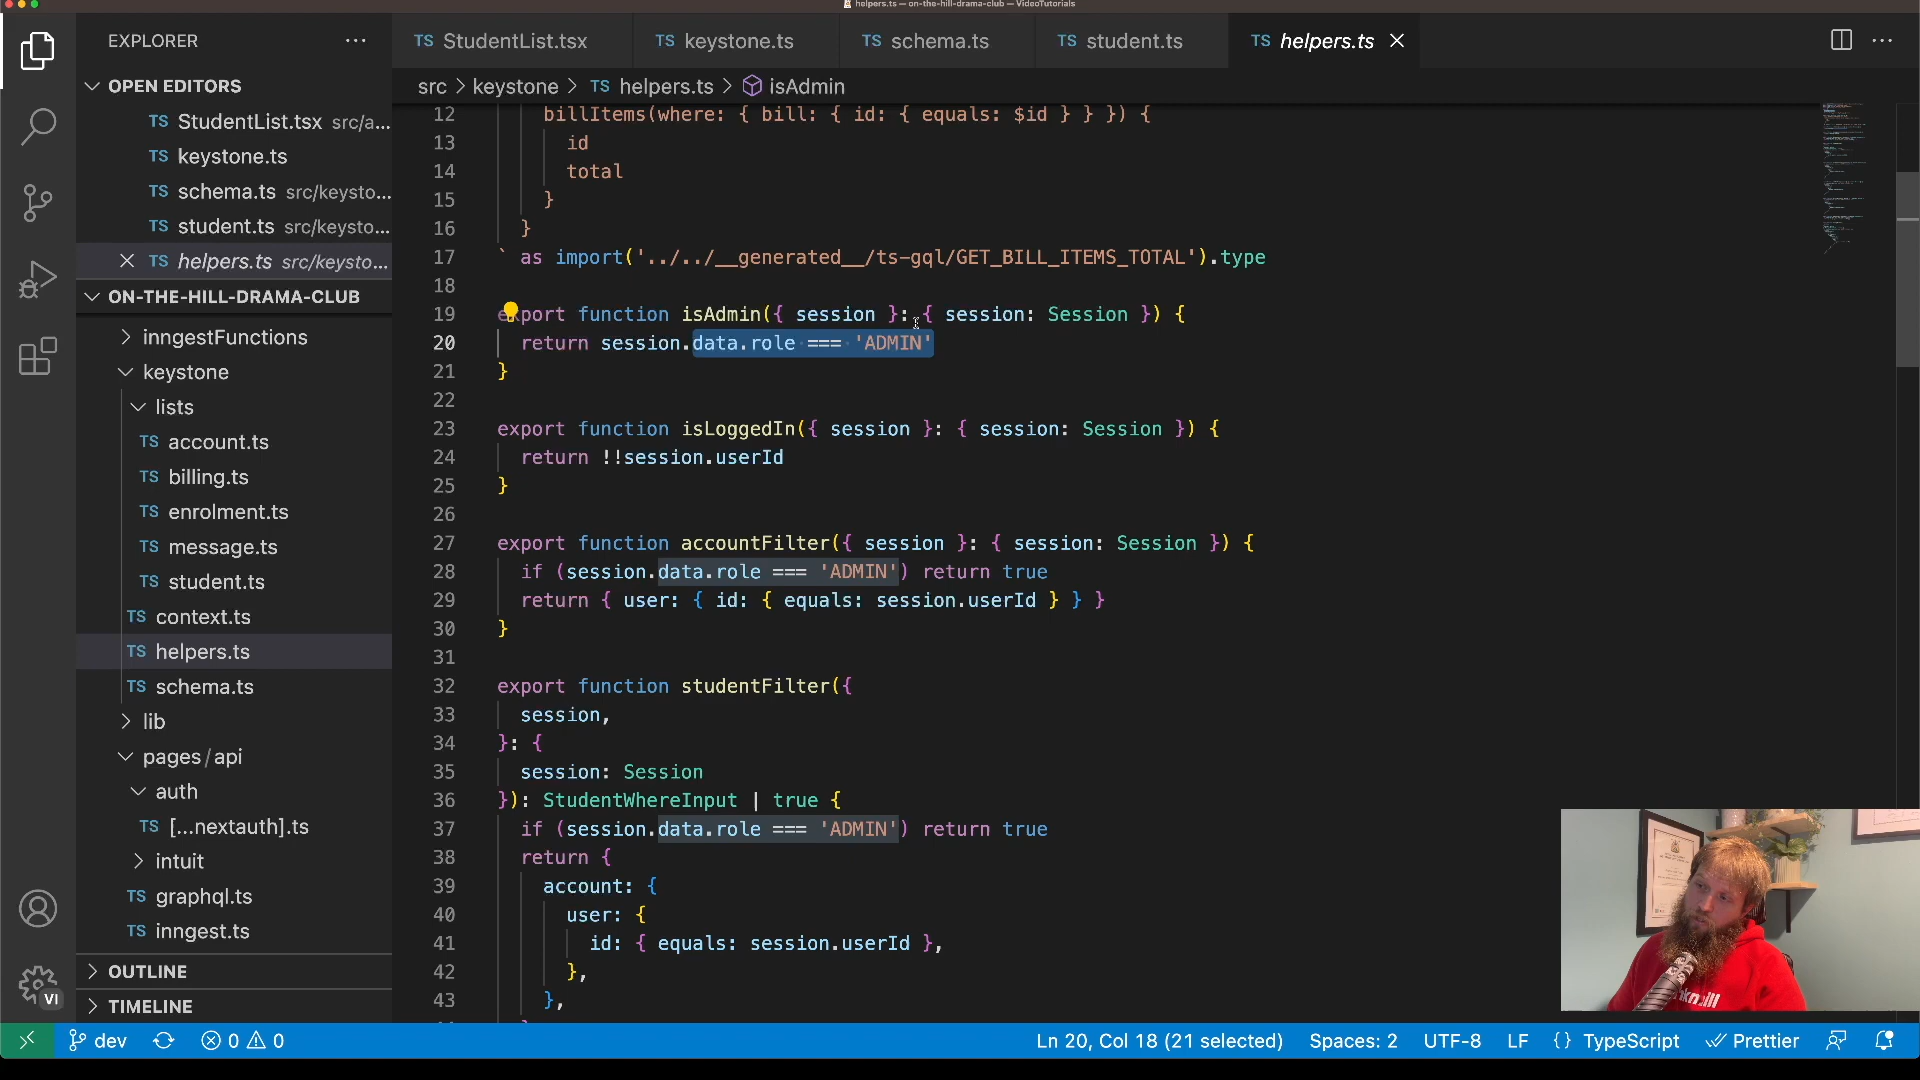 helpers.ts — on-the-hill-drama-club — VideoTutorials
EXPLORER
TS StudentList.tsx
TS keystone.ts
TS schema.ts
TS student.ts
TS helpers.ts
src > keystone > TS helpers.ts > isAdmin
OPEN EDITORS
TS StudentList.tsx src/a...
TS keystone.ts
TS schema.ts src/keysto...
TS student.ts src/keysto...
TS helpers.ts src/keysto...
ON-THE-HILL-DRAMA-CLUB
inngestFunctions
keystone
lists
TS account.ts
TS billing.ts
TS enrolment.ts
TS message.ts
TS student.ts
TS context.ts
TS helpers.ts
TS schema.ts
lib
pages/api
auth
TS [...nextauth].ts
intuit
TS graphql.ts
TS inngest.ts
OUTLINE
TIMELINE
12 billItems(where: { bill: { id: { equals: $id } } }) {
13 id
14 total
15 }
16 }
17 ` as import('../../__generated__/ts-gql/GET_BILL_ITEMS_TOTAL').type
18
19 export function isAdmin({ session }: { session: Session }) {
20 return session.data.role === 'ADMIN'
21 }
22
23 export function isLoggedIn({ session }: { session: Session }) {
24 return !!session.userId
25 }
26
27 export function accountFilter({ session }: { session: Session }) {
28 if (session.data.role === 'ADMIN') return true
29 return { user: { id: { equals: session.userId } } }
30 }
31
32 export function studentFilter({
33 session,
34 }: {
35 session: Session
36 }): StudentWhereInput | true {
37 if (session.data.role === 'ADMIN') return true
38 return {
39 account: {
40 user: {
41 id: { equals: session.userId },
42 },
43 },
VI
dev
0
0
Ln 20, Col 18 (21 selected)
Spaces: 2
UTF-8
LF
{ } TypeScript
Prettier